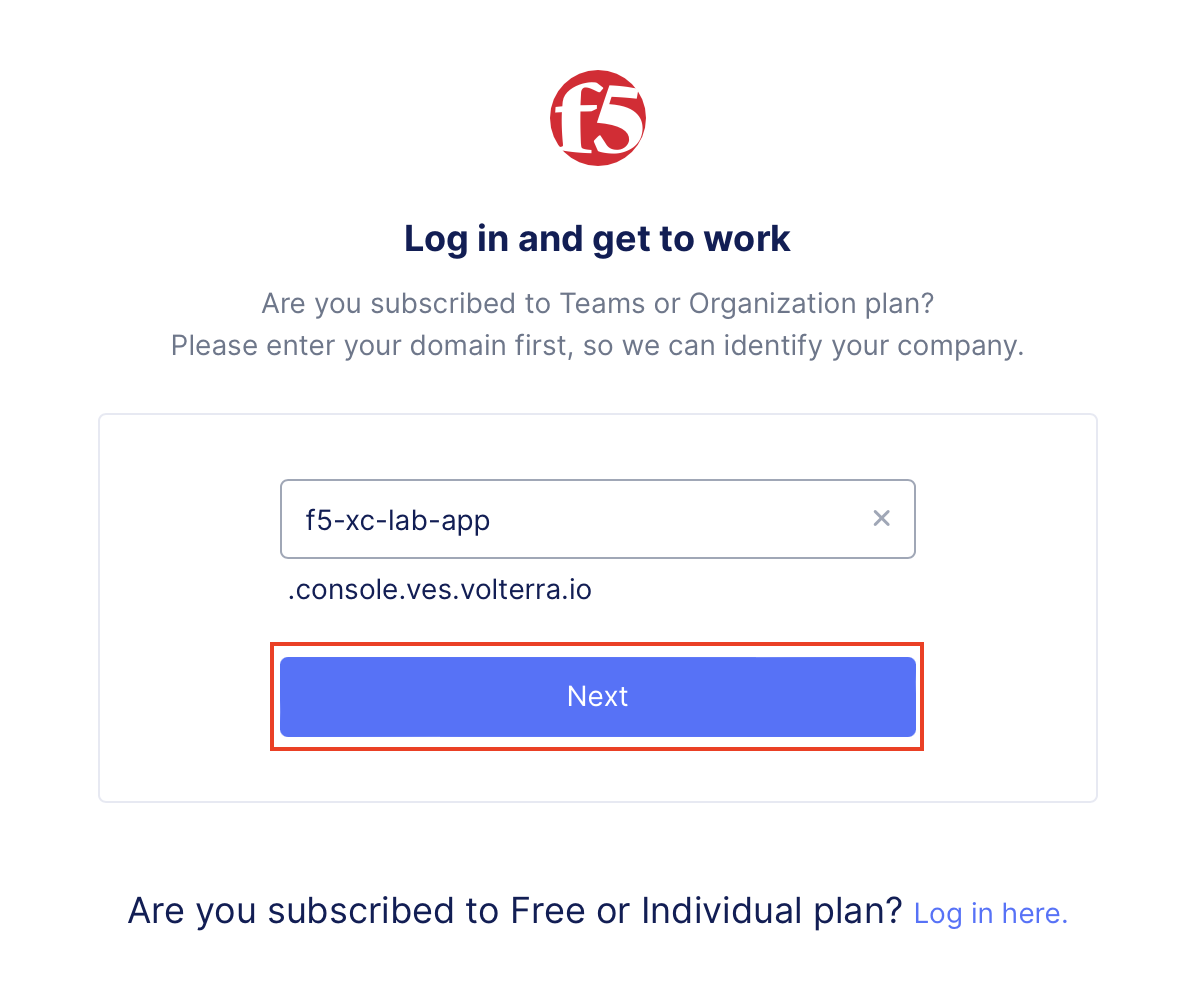 f5
Log in and get to work
Are you subscribed to Teams or Organization plan?
Please enter your domain first, so we can identify your company.
f5-xc-lab-app
.console.ves.volterra.io
Next
Are you subscribed to Free or Individual plan? Log in here.